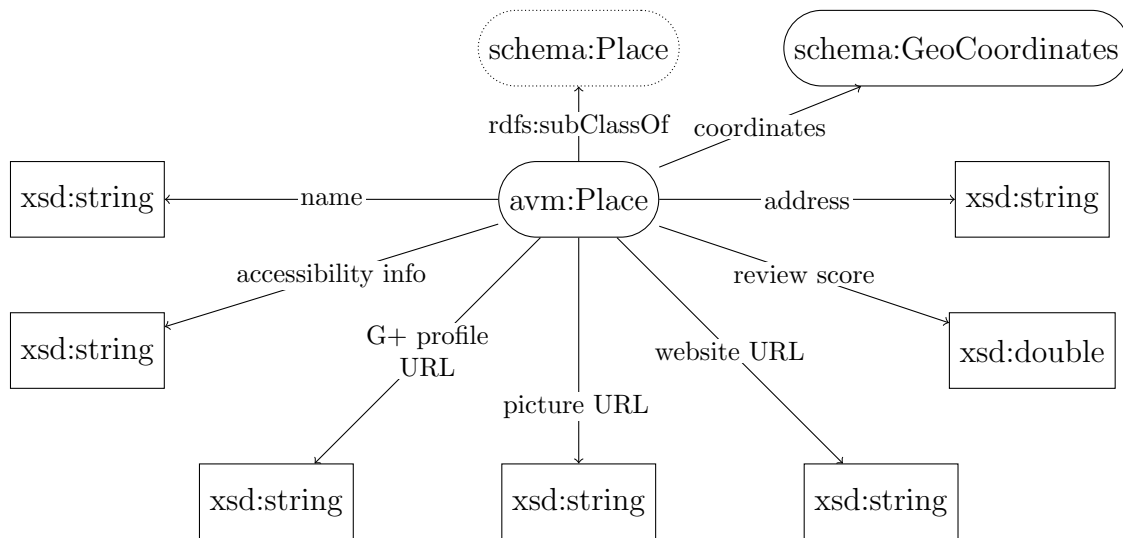 schema:Place
schema:GeoCoordinates
rdfs:subClassOf
coordinates
xsd:string
name
avm:Place
address
xsd:string
accessibility info
review score
xsd:string
G+ profile
URL
website URL
xsd:double
picture URL
xsd:string
xsd:string
xsd:string